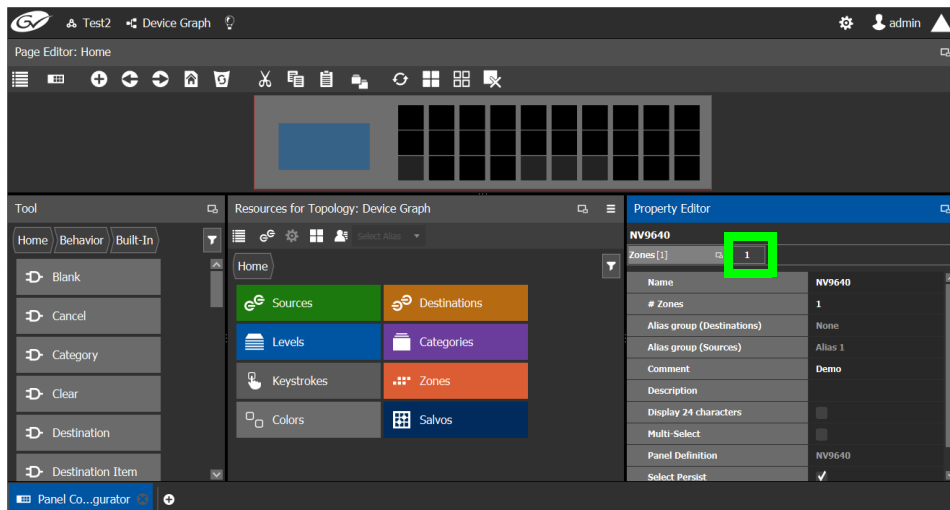 GV Test2 Device Graph admin
Page Editor: Home
Tool
Home Behavior Built-In
Blank
Cancel
Category
Clear
Destination
Destination Item
Resources for Topology: Device Graph
Select Alias
Home
Sources Destinations
Levels Categories
Keystrokes Zones
Colors Salvos
Property Editor
NV9640
Zones [1] 1
Name NV9640
# Zones 1
Alias group (Destinations) None
Alias group (Sources) Alias 1
Comment Demo
Description
Display 24 characters
Multi-Select
Panel Definition NV9640
Select Persist
Panel Co...gurator